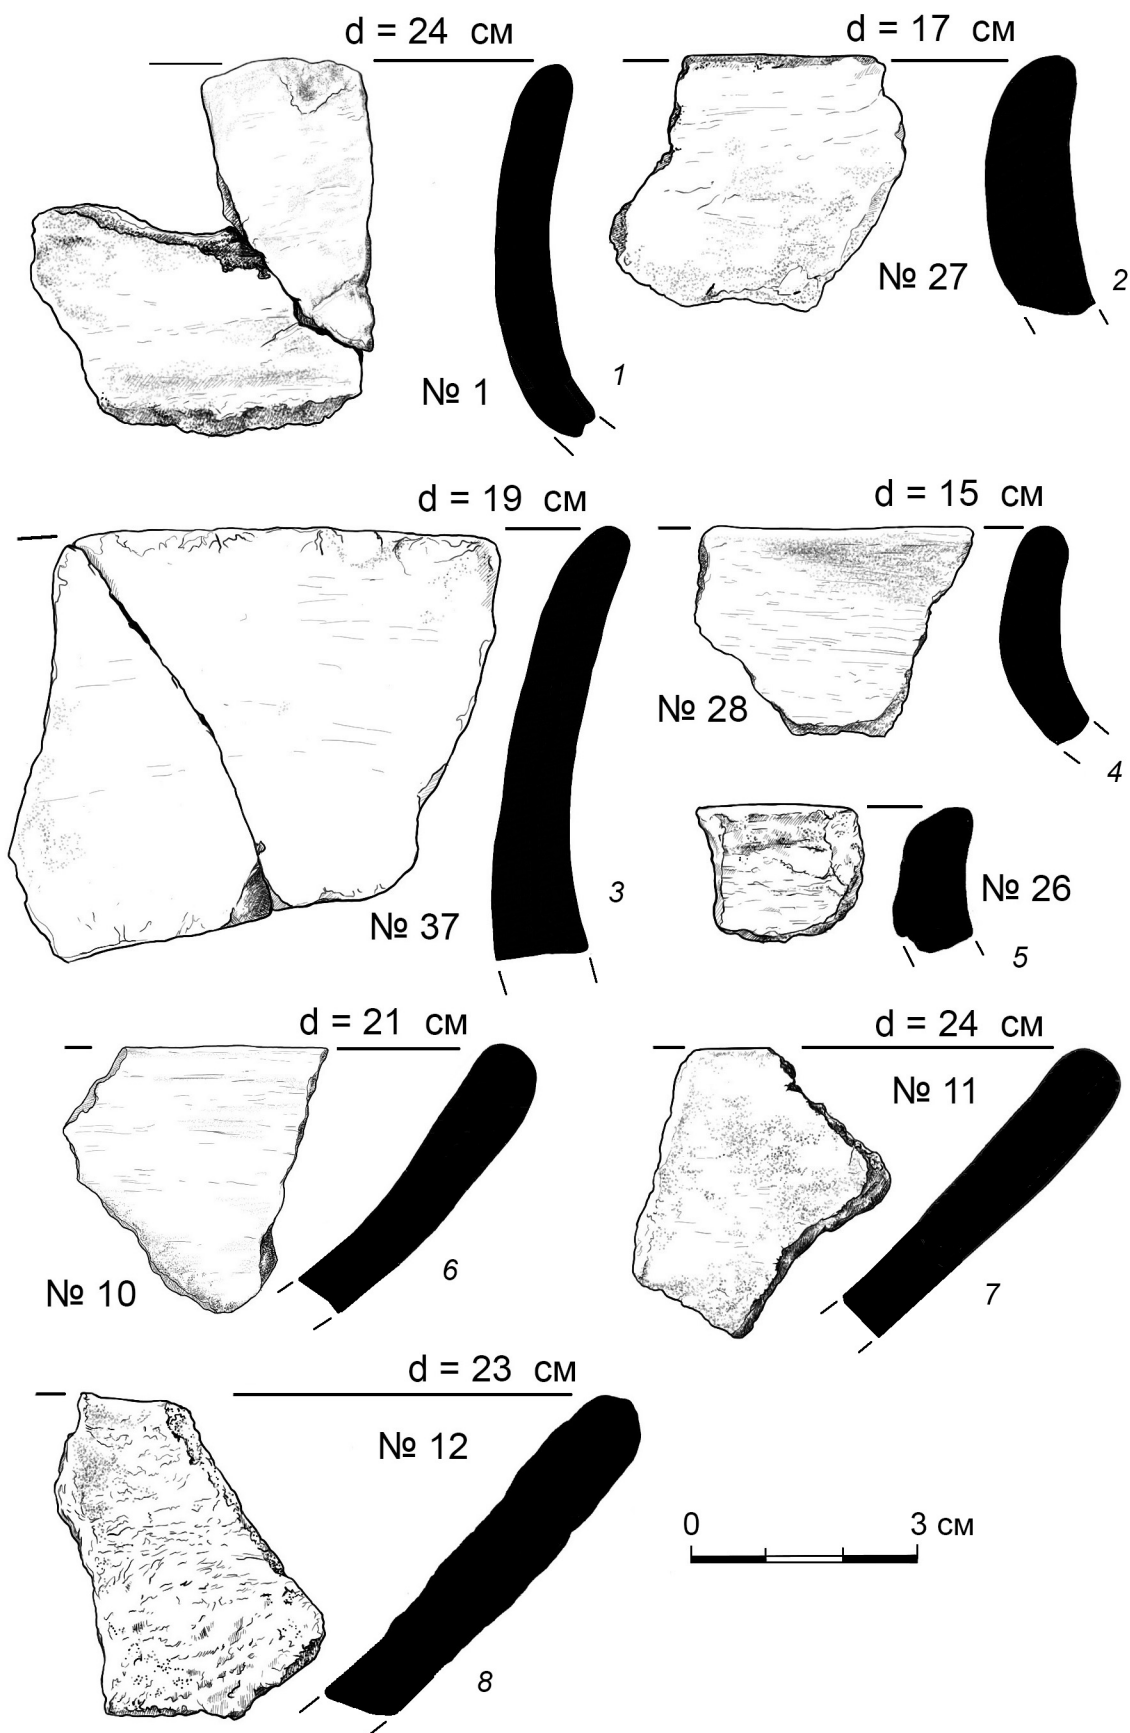 d = 24 см
№ 1
1
d = 17 см
№ 27
2
d = 19 см
№ 37
3
d = 15 см
№ 28
4
№ 26
5
d = 21 см
№ 10
6
d = 24 см
№ 11
7
d = 23 см
№ 12
8
0 3 см